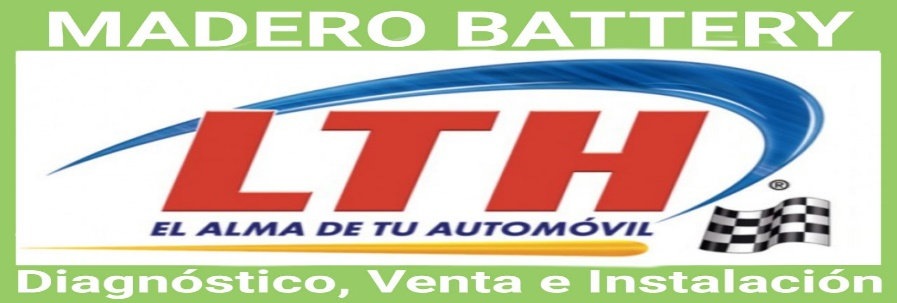 MADERO BATTERY
LTH
®
EL ALMA DE TU AUTOMÓVIL
Diagnóstico, Venta e Instalación